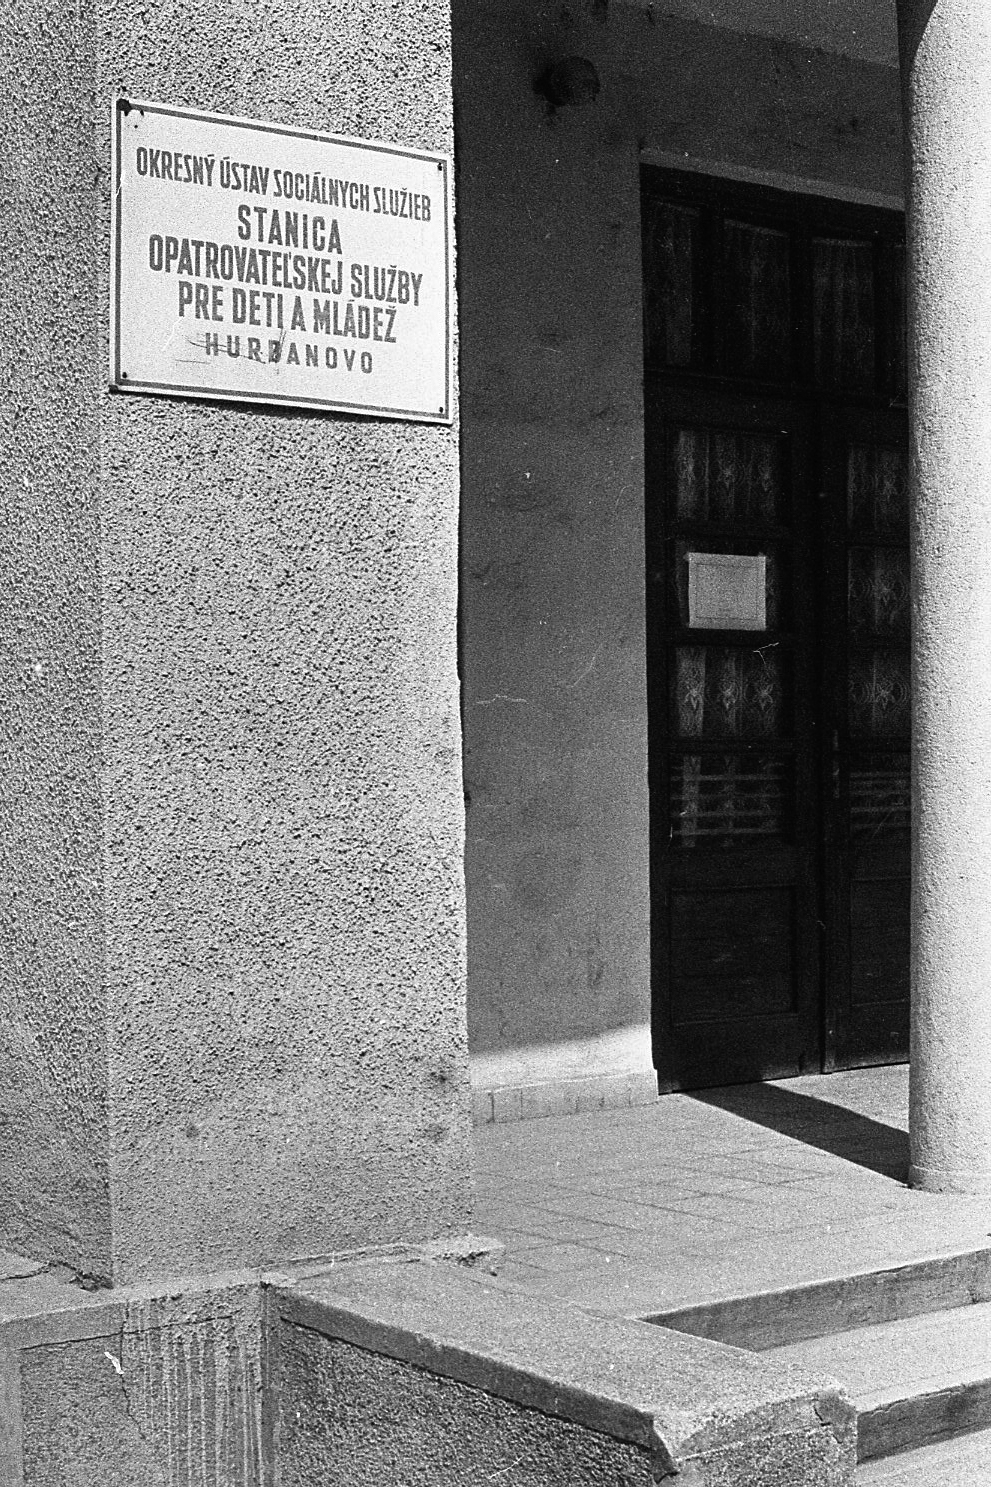 OKRESNÝ ÚSTAV SOCIÁLNYCH SLUŽIEB
STANICA
OPATROVATEĽSKEJ SLUŽBY
PRE DETI A MLÁDEŽ
HURBANOVO